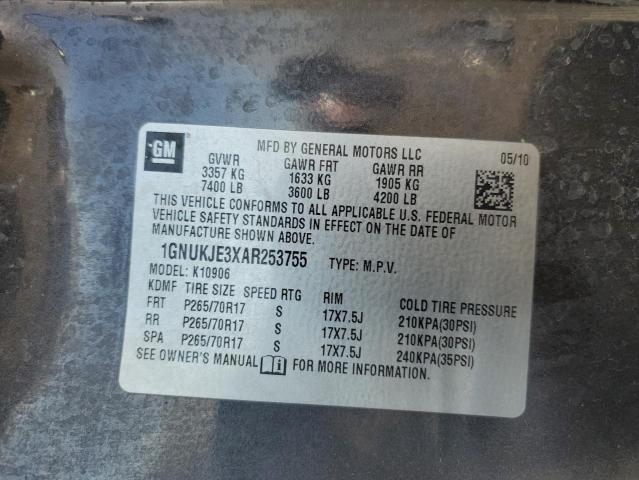 GM
MFD BY GENERAL MOTORS LLC 05/10
GVWR GAWR FRT GAWR RR
3357 KG 1633 KG 1905 KG
7400 LB 3600 LB 4200 LB
THIS VEHICLE CONFORMS TO ALL APPLICABLE U.S. FEDERAL MOTOR
VEHICLE SAFETY STANDARDS IN EFFECT ON THE DATE OF
MANUFACTURE SHOWN ABOVE.
1GNUKJE3XAR253755 TYPE: M.P.V.
MODEL: K10906
KDMF TIRE SIZE SPEED RTG RIM COLD TIRE PRESSURE
FRT P265/70R17 S 17X7.5J 210KPA(30PSI)
RR P265/70R17 S 17X7.5J 210KPA(30PSI)
SPA P265/70R17 S 17X7.5J 240KPA(35PSI)
SEE OWNER'S MANUAL FOR MORE INFORMATION.